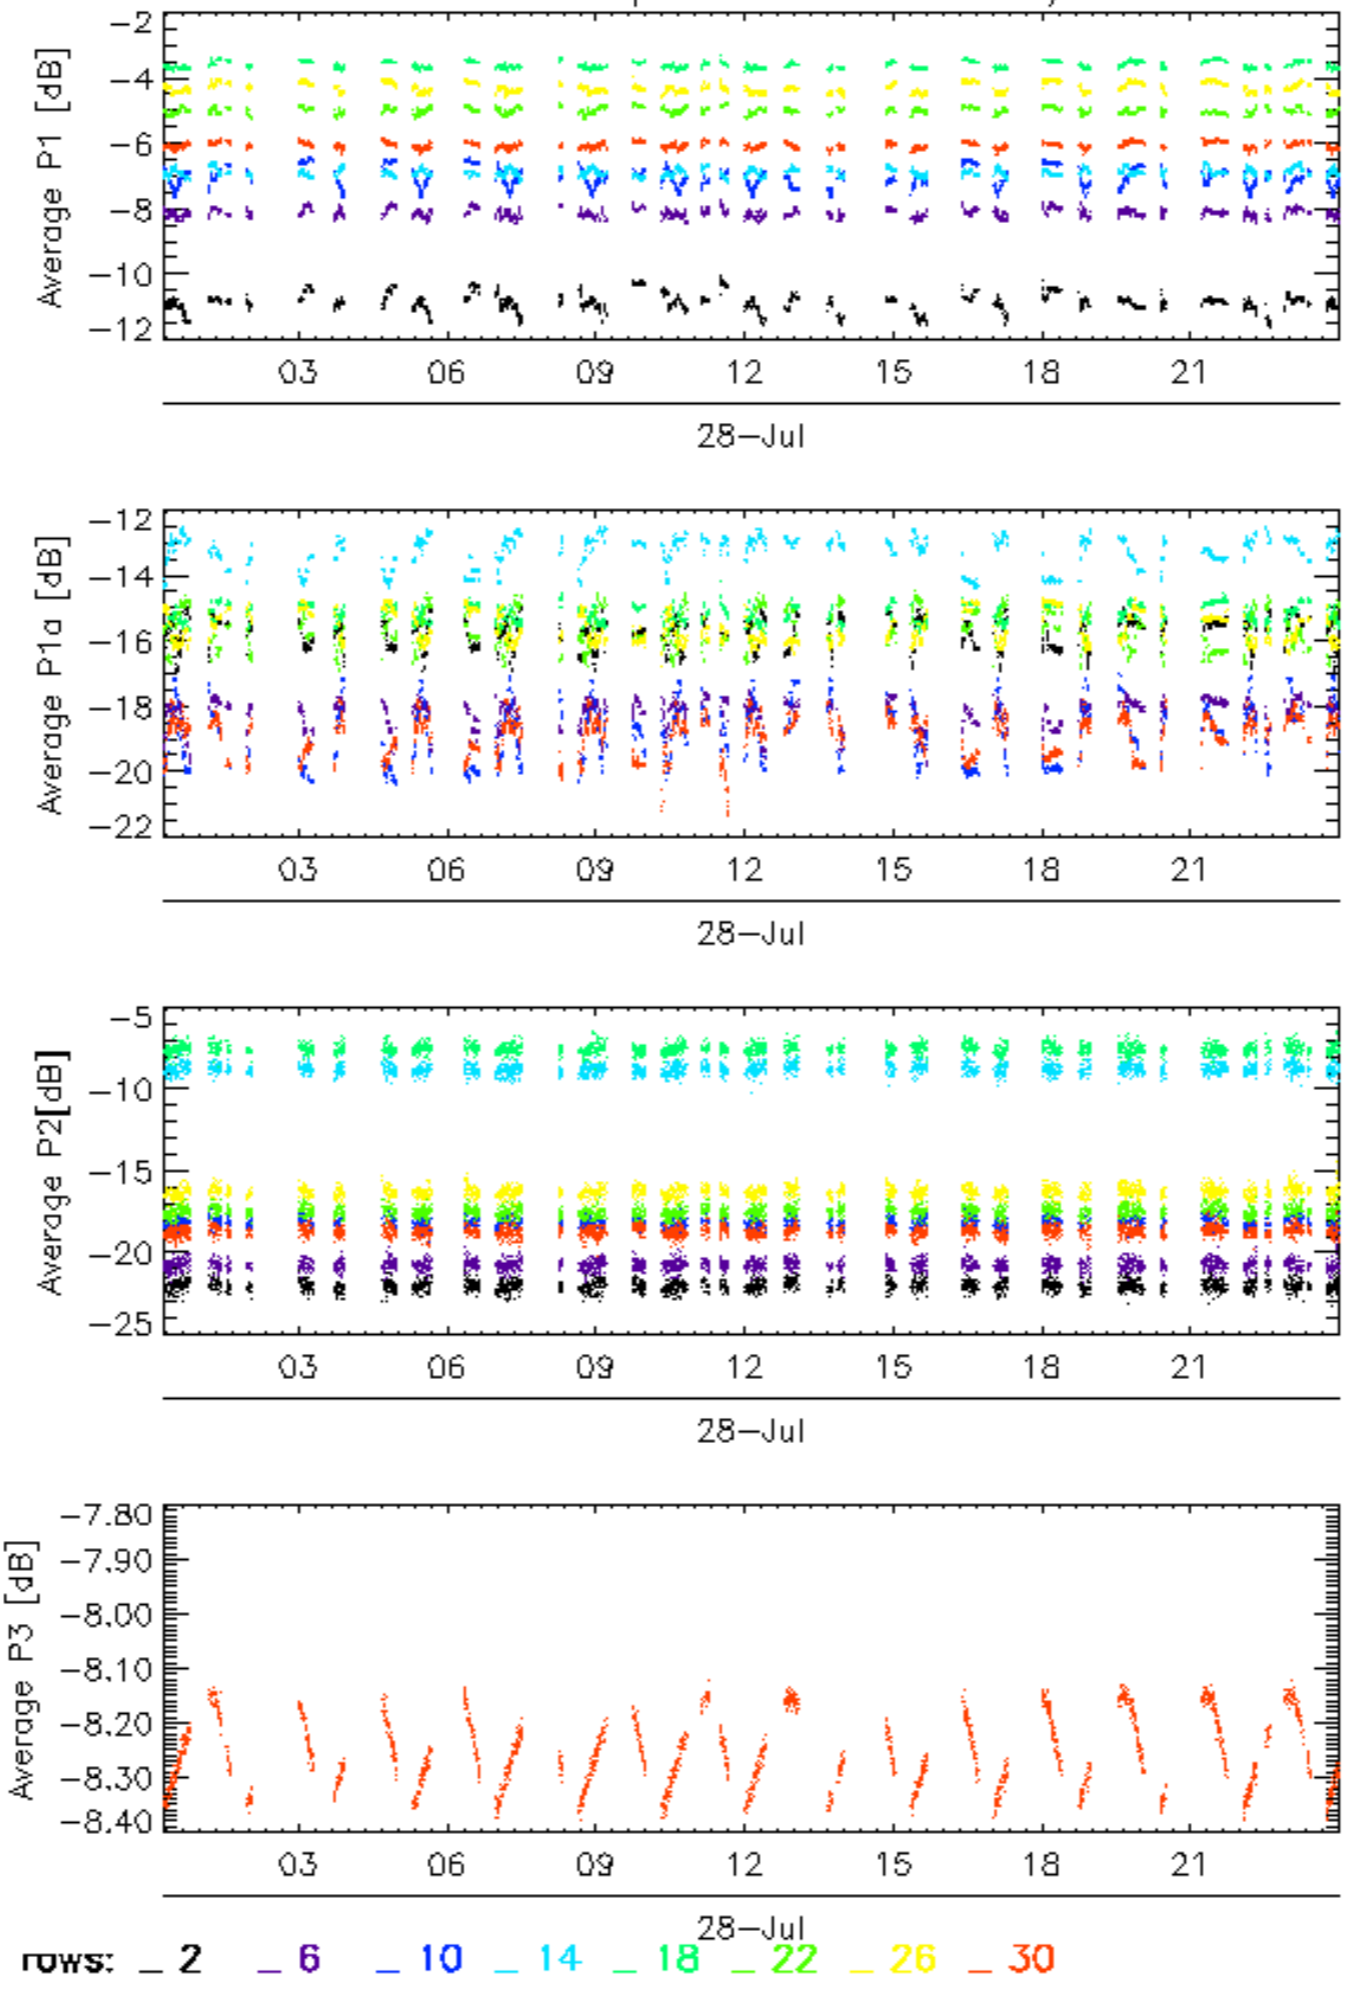 Average P1 [dB]
−2
−4
−6
−8
−10
−12
03 06 09 12 15 18 21
28−Jul
Average P1a [dB]
−12
−14
−16
−18
−20
−22
03 06 09 12 15 18 21
28−Jul
Average P2[dB]
−5
−10
−15
−20
−25
03 06 09 12 15 18 21
28−Jul
Average P3 [dB]
−7.80
−7.90
−8.00
−8.10
−8.20
−8.30
−8.40
03 06 09 12 15 18 21
28−Jul
rows: _ 2 _ 6 _ 10 _ 14 _ 18 _ 22 _ 26 _ 30